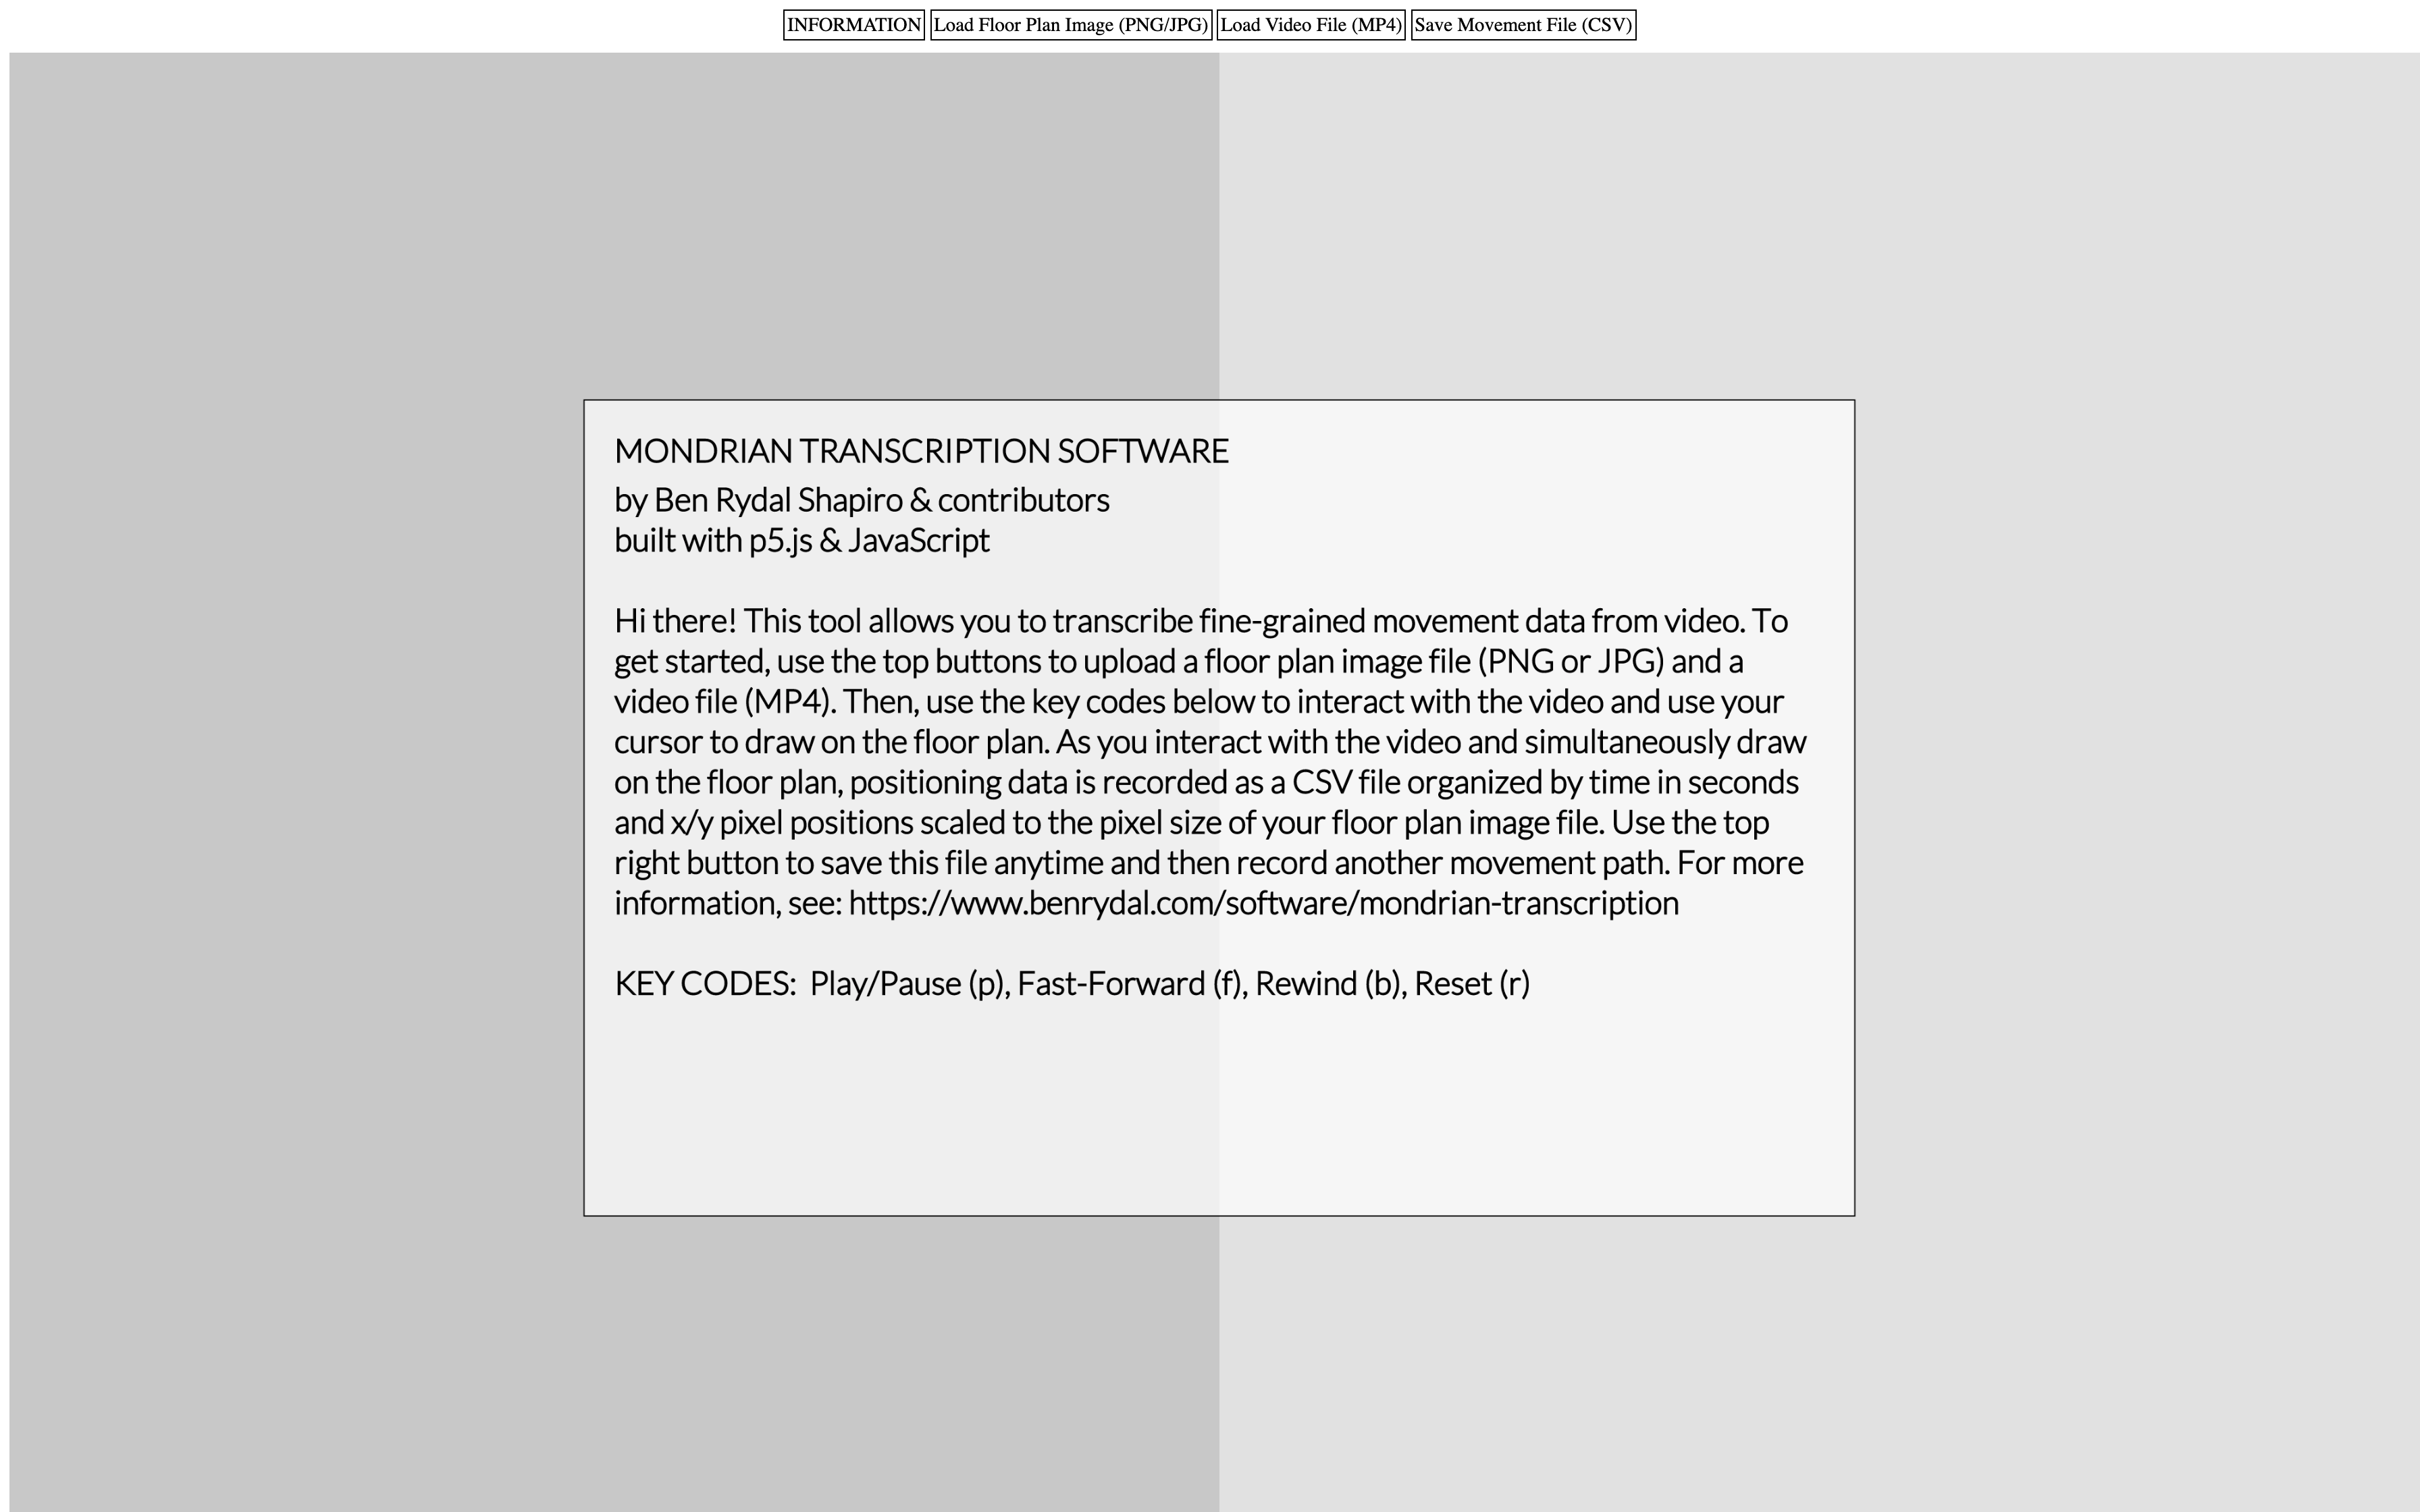 INFORMATION Load Floor Plan Image (PNG/JPG) Load Video File (MP4) Save Movement File (CSV)
MONDRIAN TRANSCRIPTION SOFTWARE
by Ben Rydal Shapiro & contributors
built with p5.js & JavaScript
Hi there! This tool allows you to transcribe fine-grained movement data from video. To
get started, use the top buttons to upload a floor plan image file (PNG or JPG) and a
video file (MP4). Then, use the key codes below to interact with the video and use your
cursor to draw on the floor plan. As you interact with the video and simultaneously draw
on the floor plan, positioning data is recorded as a CSV file organized by time in seconds
and x/y pixel positions scaled to the pixel size of your floor plan image file. Use the top
right button to save this file anytime and then record another movement path. For more
information, see: https://www.benrydal.com/software/mondrian-transcription
KEY CODES:  Play/Pause (p), Fast-Forward (f), Rewind (b), Reset (r)